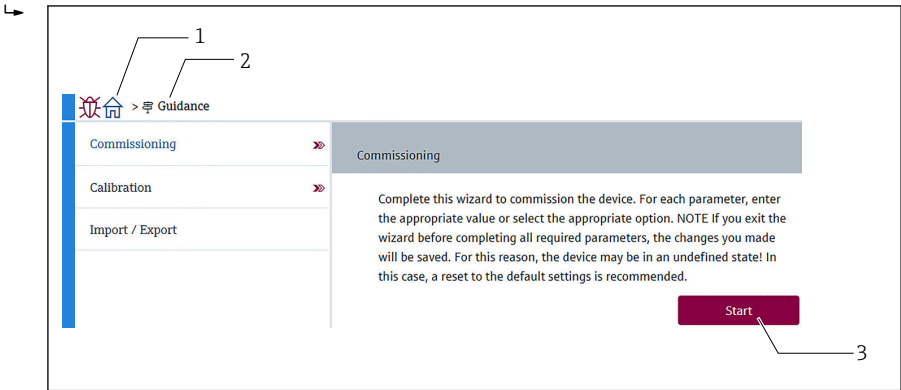 1
2
> Guidance
Commissioning
Calibration
Import / Export
Commissioning
Complete this wizard to commission the device. For each parameter, enter
the appropriate value or select the appropriate option. NOTE If you exit the
wizard before completing all required parameters, the changes you made
will be saved. For this reason, the device may be in an undefined state! In
this case, a reset to the default settings is recommended.
Start
3